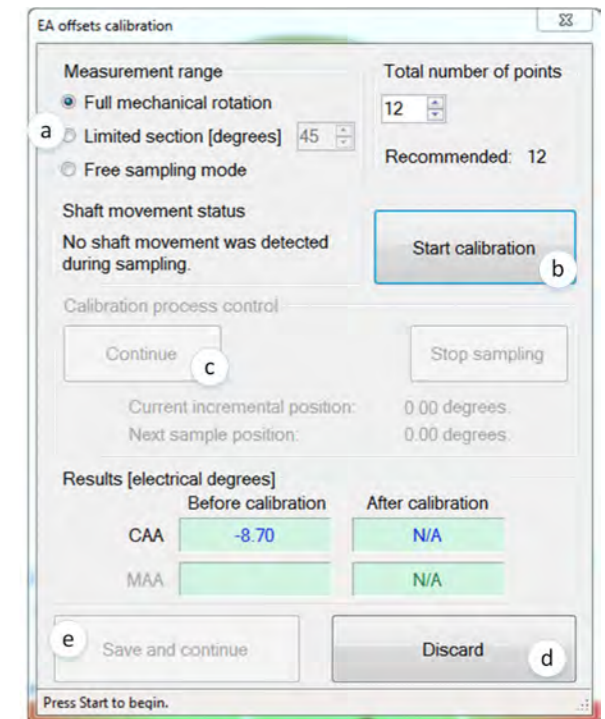 EA offsets calibration
Measurement range
Total number of points
Full mechanical rotation
12
a
Limited section [degrees] 45
Recommended: 12
Free sampling mode
Shaft movement status
No shaft movement was detected
during sampling.
Start calibration
b
Calibration process control
Continue
c
Stop sampling
Current incremental position: 0.00 degrees.
Next sample position: 0.00 degrees.
Results [electrical degrees]
Before calibration After calibration
CAA -8.70 N/A
MAA N/A
e
Save and continue
Discard
d
Press Start to begin.